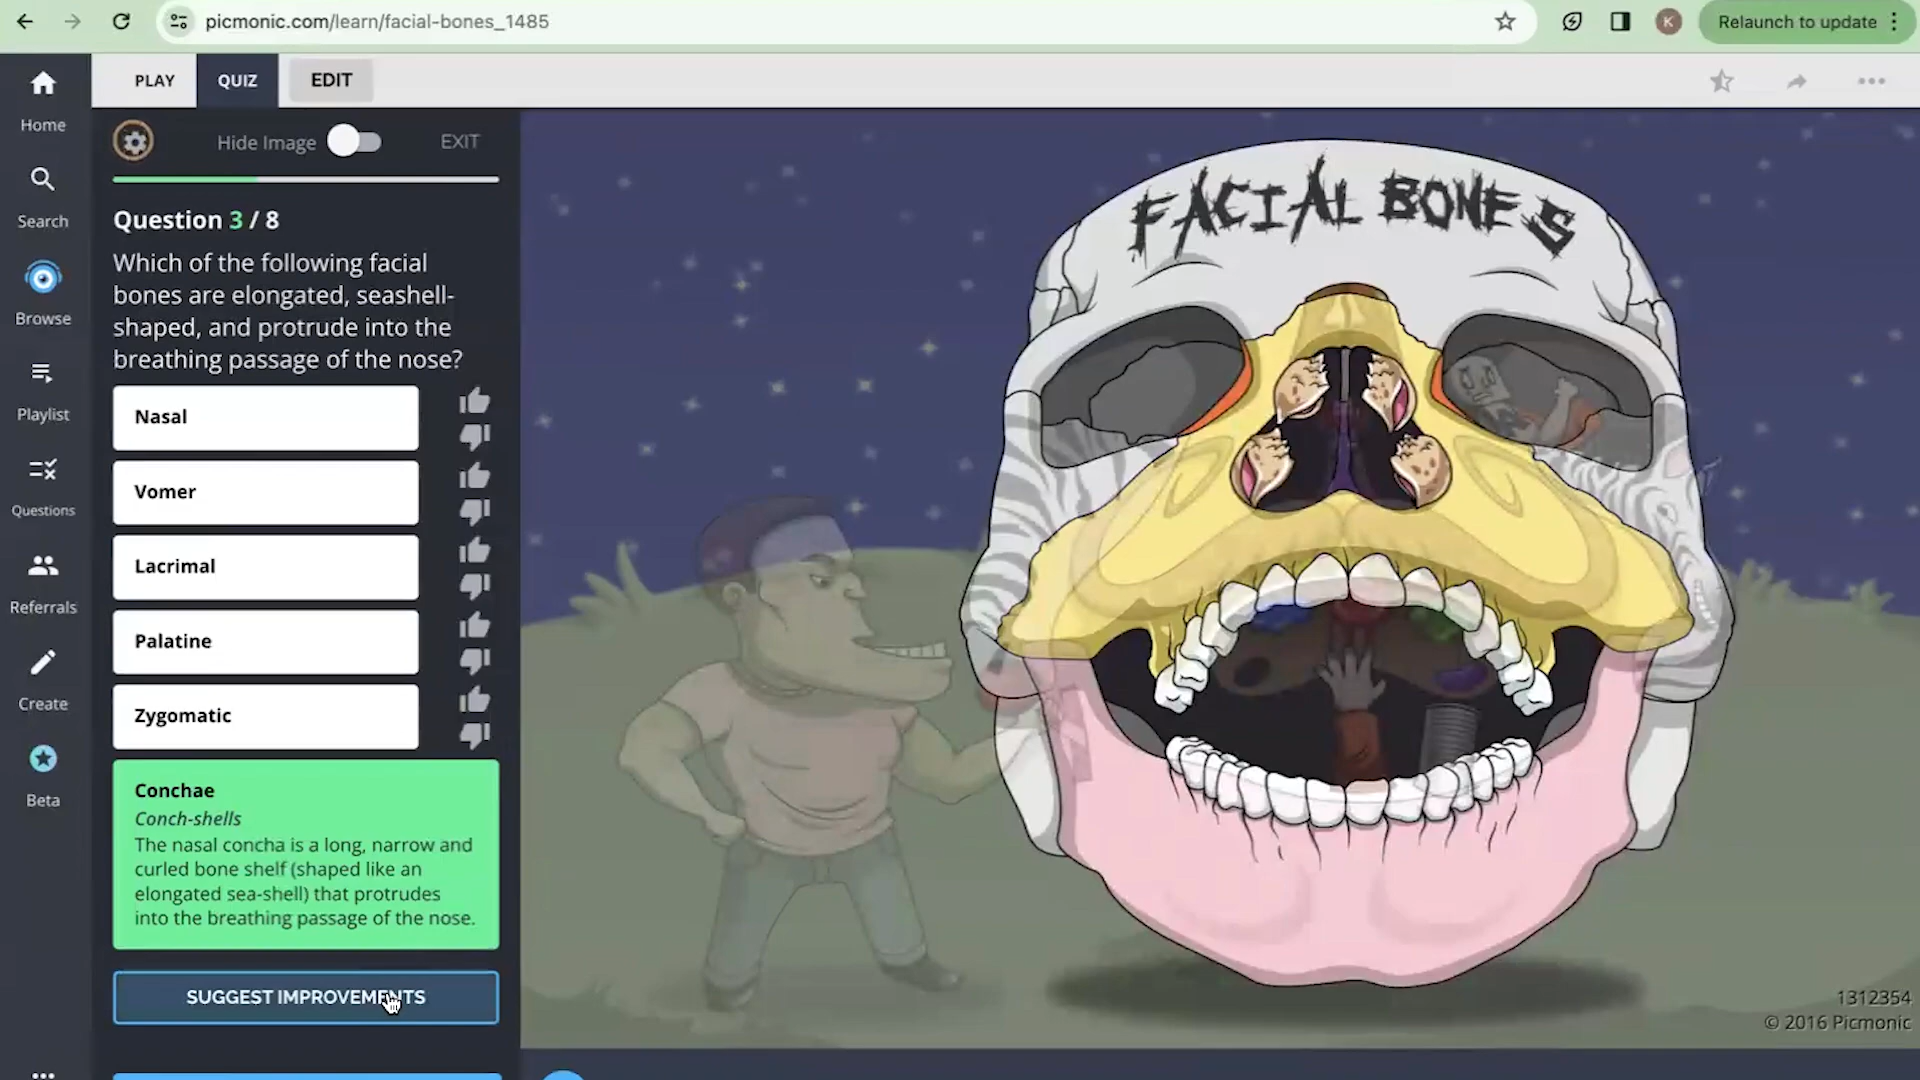 picmonic.com/learn/facial-bones_1485
K
Relaunch to update
PLAY
QUIZ
EDIT
Home
Search
Browse
Playlist
Questions
Referrals
Create
Beta
Hide Image
EXIT
Question 3 / 8
Which of the following facial
bones are elongated, seashell-
shaped, and protrude into the
breathing passage of the nose?
Nasal
Vomer
Lacrimal
Palatine
Zygomatic
Conchae
Conch-shells
The nasal concha is a long, narrow and
curled bone shelf (shaped like an
elongated sea-shell) that protrudes
into the breathing passage of the nose.
SUGGEST IMPROVEMENTS
FACIAL BONES
1312354
© 2016 Picmonic